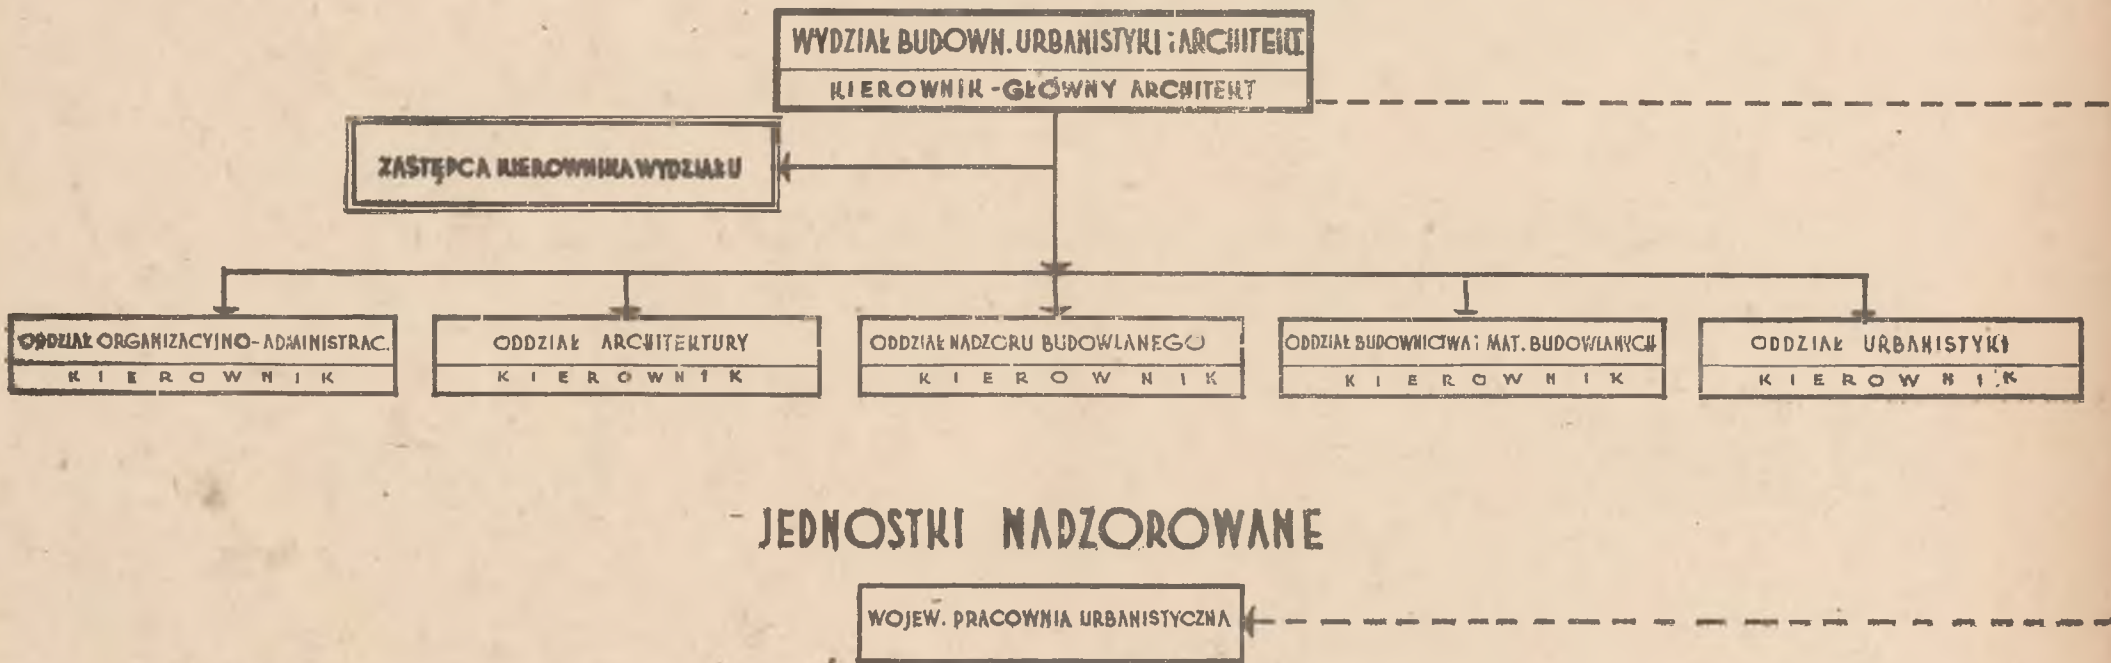 WYDZIAŁ BUDOWN. URBANISTYKI i ARCHITEKT.
KIEROWNIK - GŁÓWNY ARCHITEKT
ZASTĘPCA KIEROWNIKA WYDZIAŁU
ODDZIAŁ ORGANIZACYJNO-ADMINISTRAC.
KIEROWNIK
ODDZIAŁ ARCHITEKTURY
KIEROWNIK
ODDZIAŁ NADZORU BUDOWLANEGO
KIEROWNIK
ODDZIAŁ BUDOWNICTWA i MAT. BUDOWLANYCH
KIEROWNIK
ODDZIAŁ URBANISTYKI
KIEROWNIK
JEDNOSTKI NADZOROWANE
WOJEW. PRACOWNIA URBANISTYCZNA